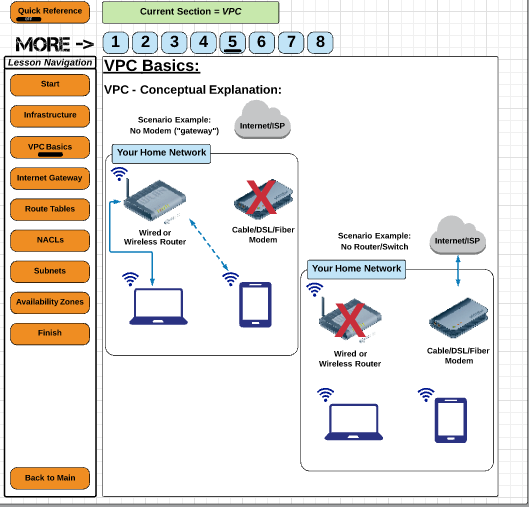 Quick Reference
Current Section = VPC
MORE -> 1 2 3 4 5 6 7 8
Lesson Navigation
Start
Infrastructure
VPC Basics
Internet Gateway
Route Tables
NACLs
Subnets
Availability Zones
Finish
Back to Main
VPC Basics:
VPC - Conceptual Explanation:
Scenario Example:
No Modem ("gateway")
Internet/ISP
Your Home Network
Wired or
Wireless Router
Cable/DSL/Fiber
Modem
Scenario Example:
No Router/Switch
Internet/ISP
Your Home Network
Wired or
Wireless Router
Cable/DSL/Fiber
Modem